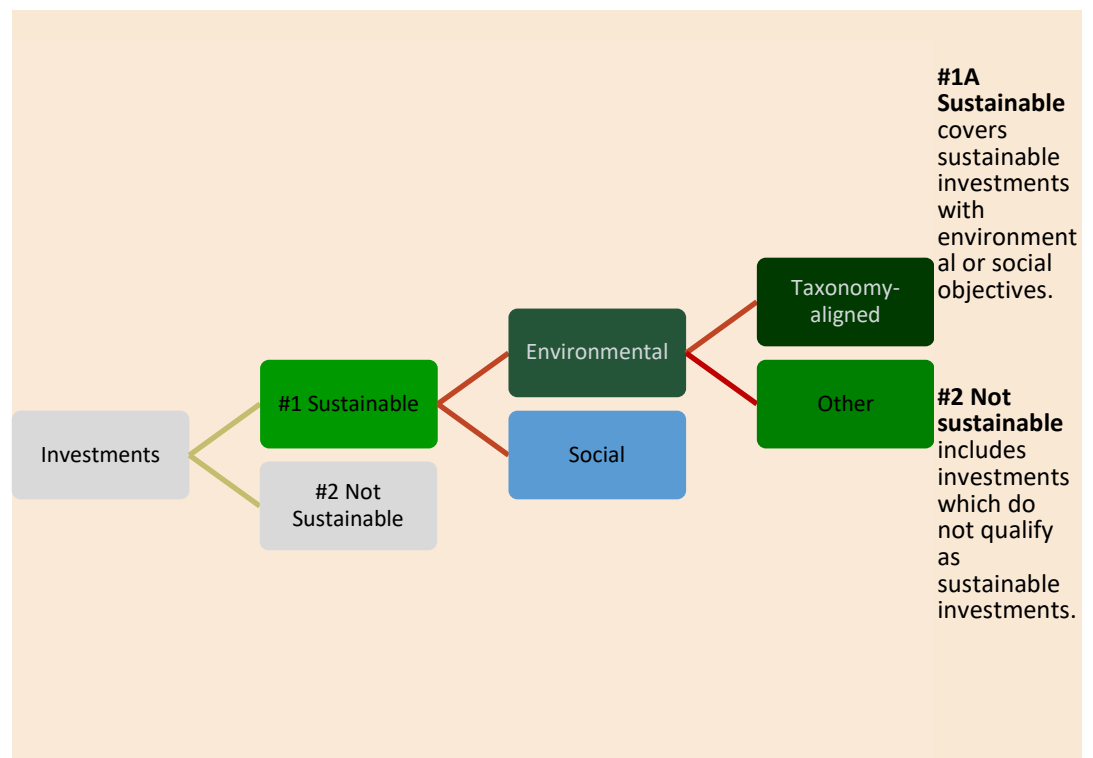 Investments
#1 Sustainable
#2 Not
Sustainable
Environmental
Social
Taxonomy-
aligned
Other
#1A
Sustainable
covers
sustainable
investments
with
environment
al or social
objectives.
#2 Not
sustainable
includes
investments
which do
not qualify
as
sustainable
investments.